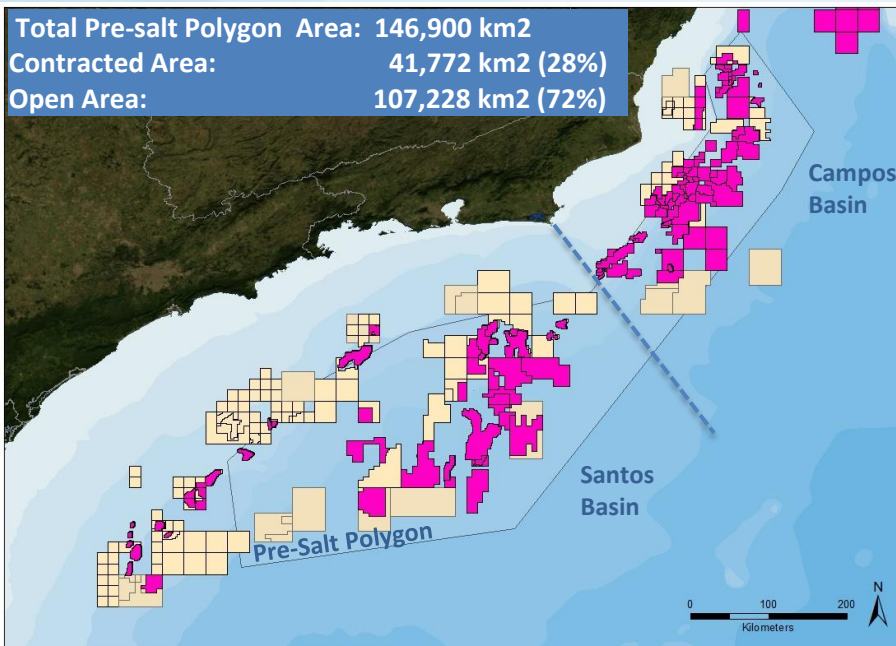 Total Pre-salt Polygon Area: 146,900 km2
Contracted Area: 41,772 km2 (28%)
Open Area: 107,228 km2 (72%)
Campos
Basin
Santos
Basin
Pre-Salt Polygon
N
0 100 200
Kilometers